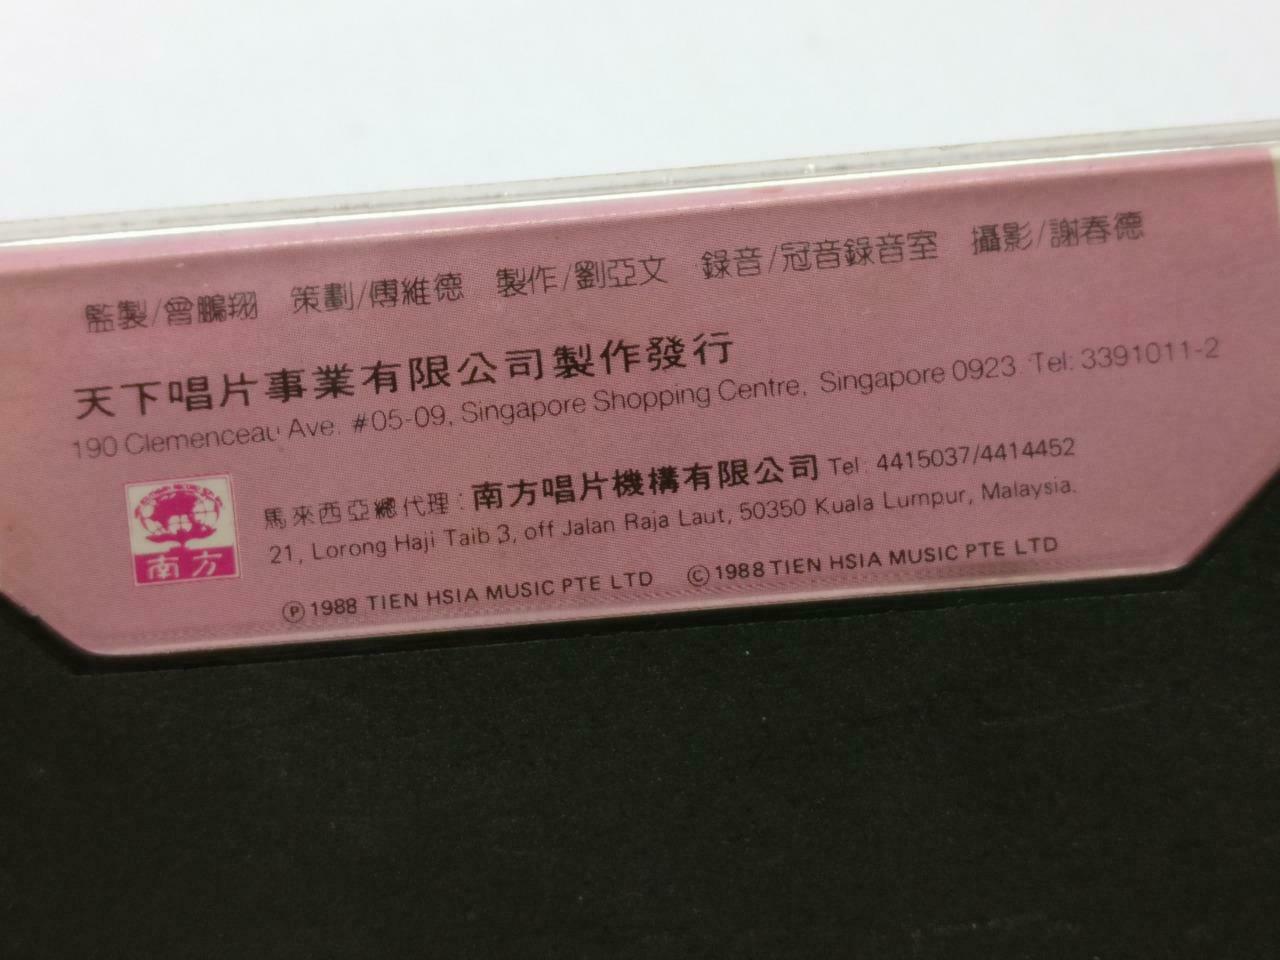 監製/曾鵬翔 策劃/傅維德 製作/劉亞文 錄音/冠音錄音室 攝影/謝春德
天下唱片事業有限公司製作發行
190 Clemenceau Ave. #05-09, Singapore Shopping Centre, Singapore 0923. Tel: 3391011-2
馬來西亞總代理: 南方唱片機構有限公司 Tel: 4415037/4414452
21, Lorong Haji Taib 3, off Jalan Raja Laut, 50350 Kuala Lumpur, Malaysia.
南方
Ⓟ 1988 TIEN HSIA MUSIC PTE LTD © 1988 TIEN HSIA MUSIC PTE LTD